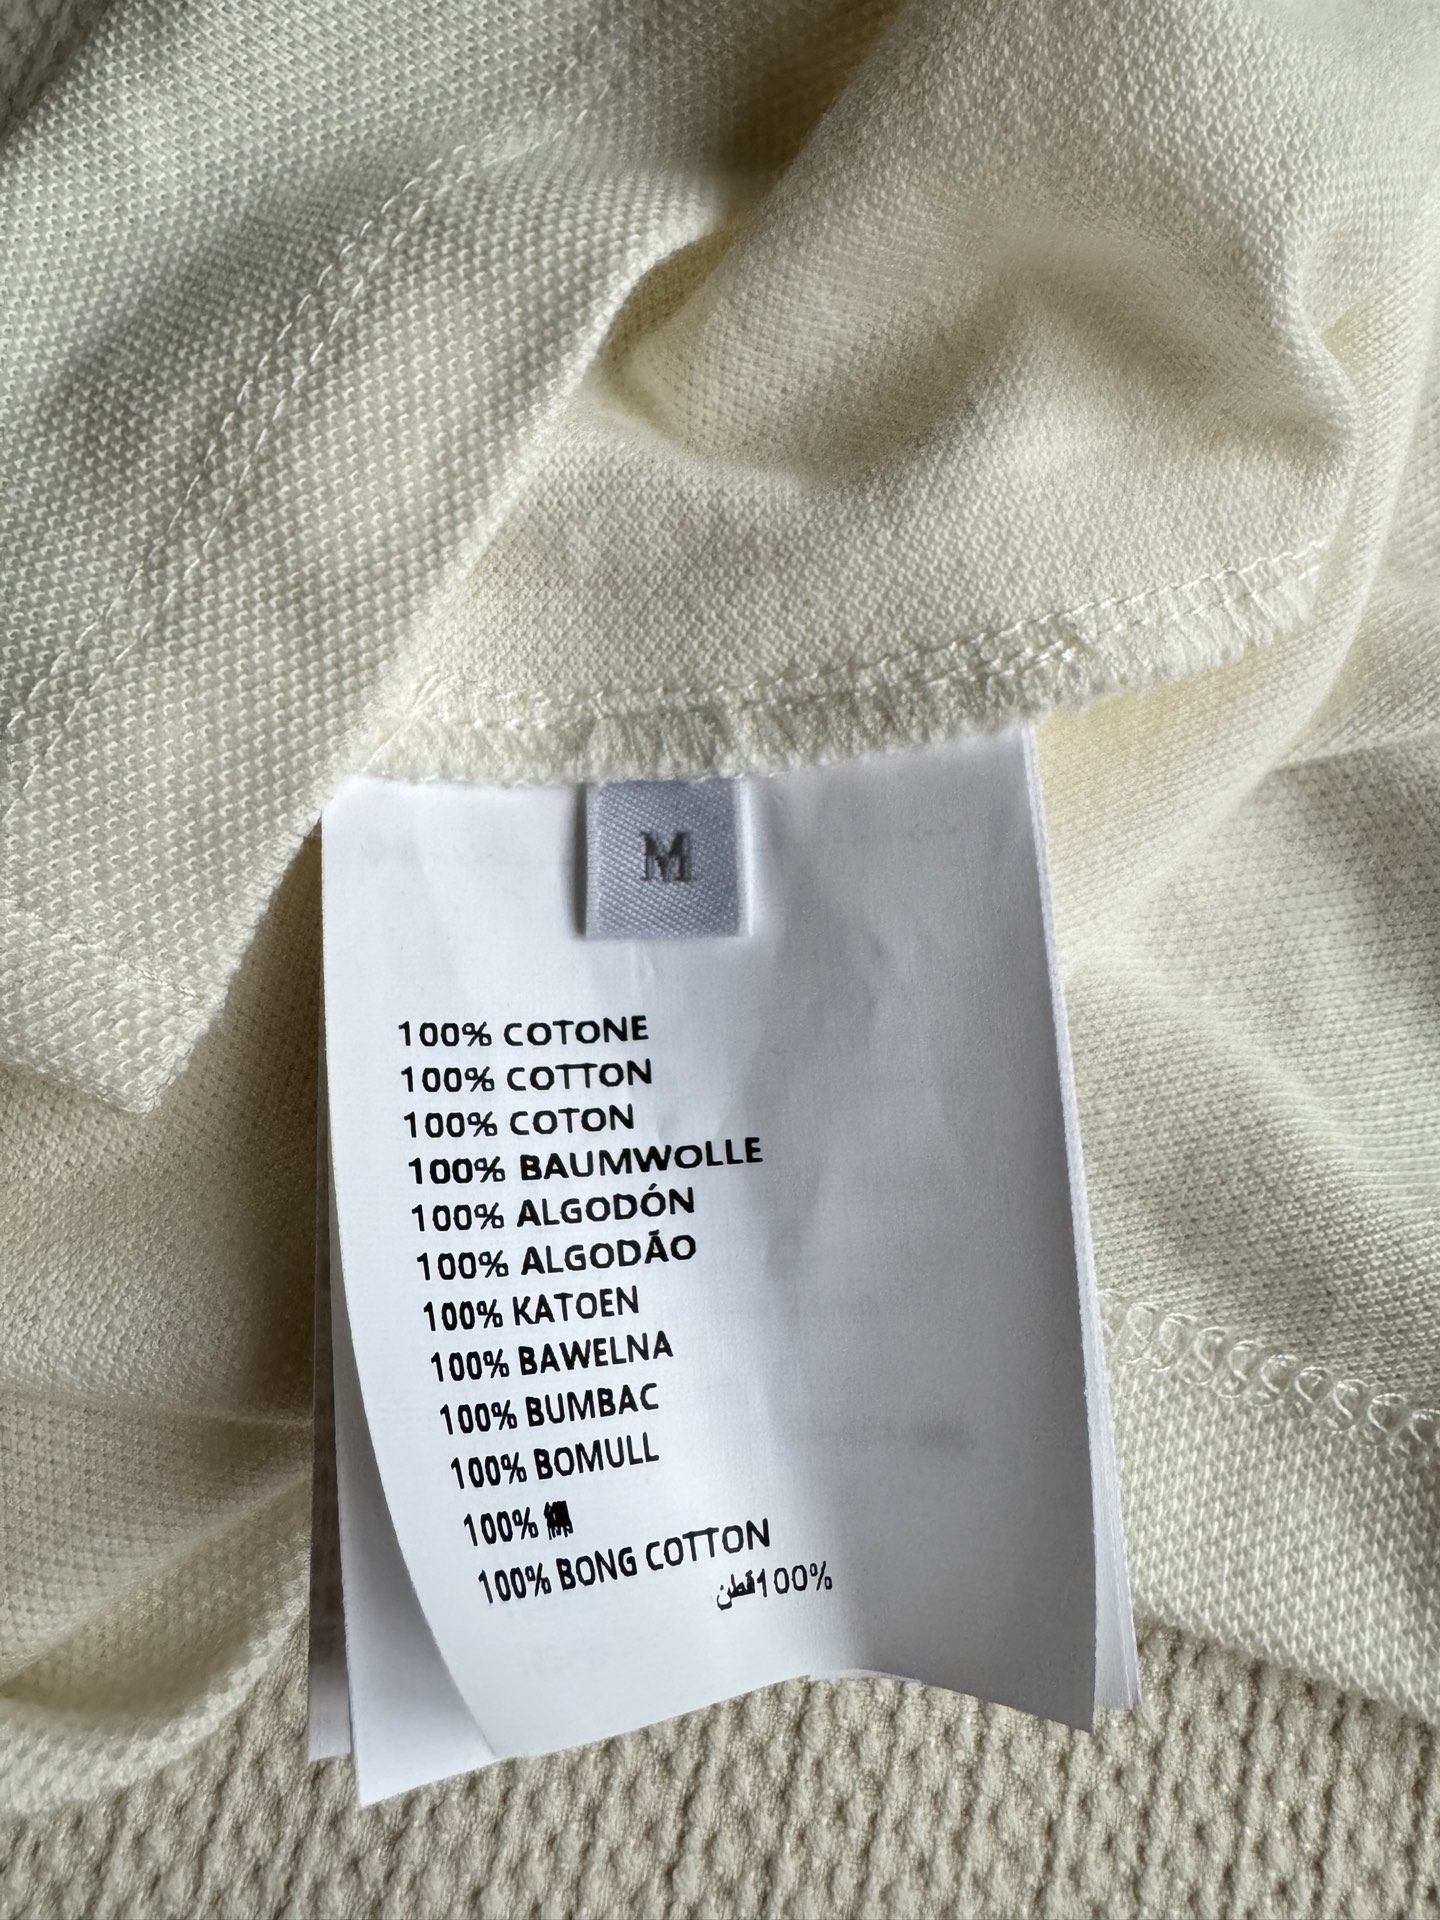 M
100% COTONE
100% COTTON
100% COTON
100% BAUMWOLLE
100% ALGODÓN
100% ALGODÃO
100% KATOEN
100% BAWELNA
100% BUMBAC
100% BOMULL
100%
100% BONG COTTON
100% قطن